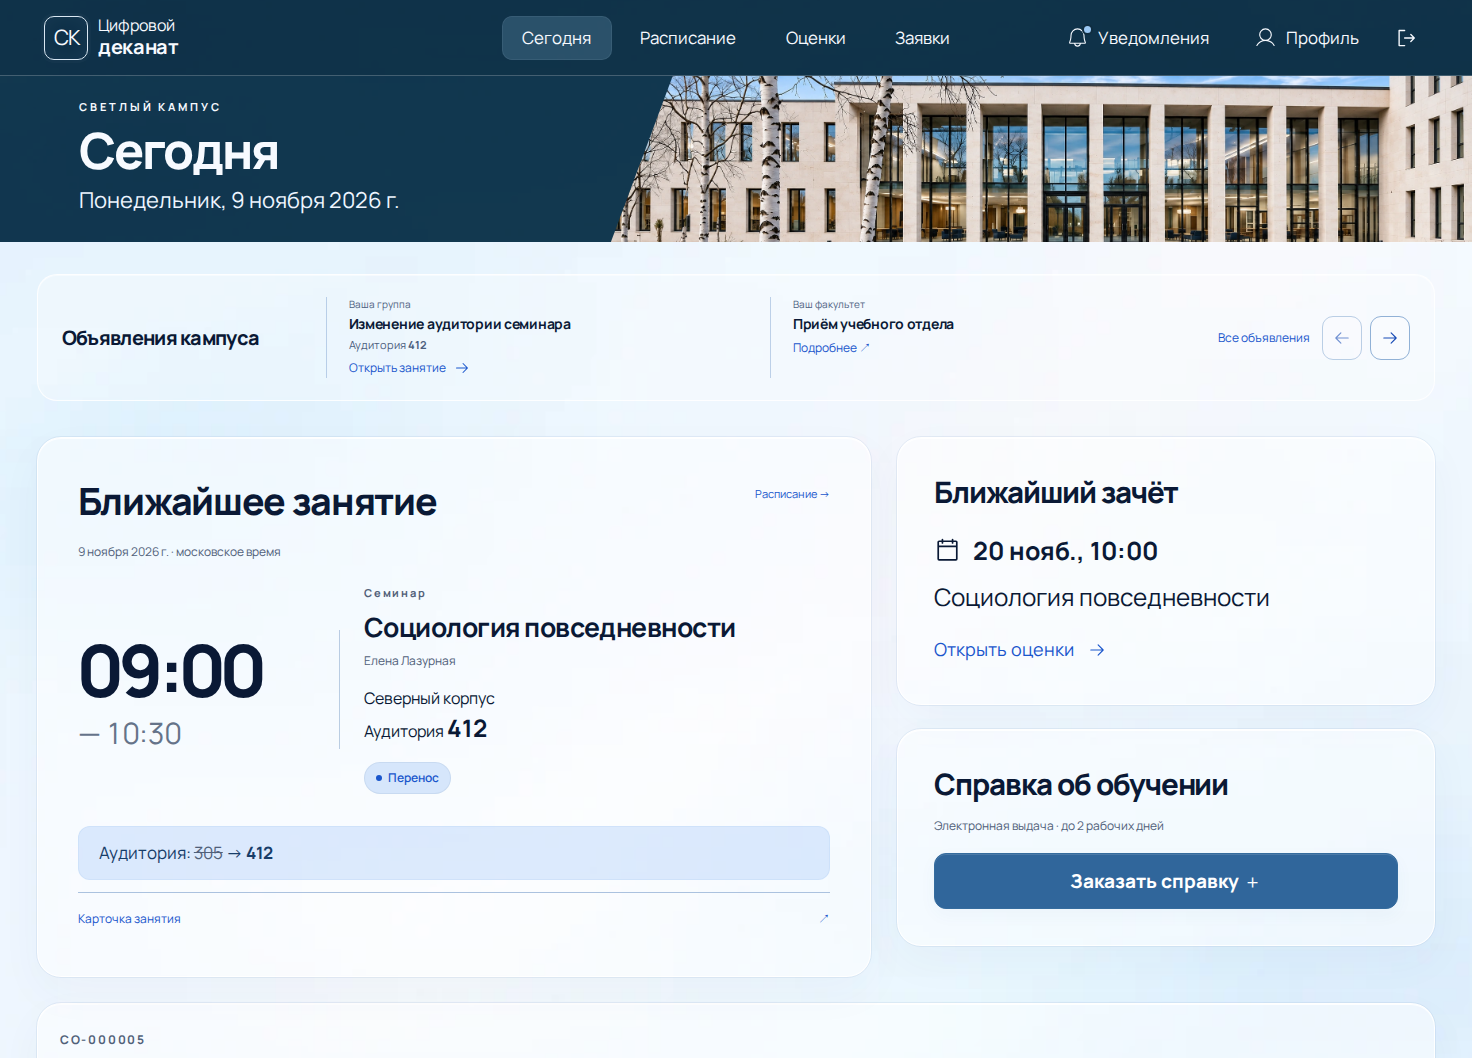 СК
Цифровой
деканат
Сегодня
Расписание
Оценки
Заявки
Уведомления
Профиль
СВЕТЛЫЙ КАМПУС
Сегодня
Понедельник, 9 ноября 2026 г.
Объявления кампуса
Ваша группа
Изменение аудитории семинара
Аудитория 412
Открыть занятие →
Ваш факультет
Приём учебного отдела
Подробнее ↗
Все объявления
← →
Ближайшее занятие
Расписание →
9 ноября 2026 г. · московское время
09:00
— 10:30
Семинар
Социология повседневности
Елена Лазурная
Северный корпус
Аудитория 412
Перенос
Аудитория: 305 → 412
Карточка занятия ↗
Ближайший зачёт
20 нояб., 10:00
Социология повседневности
Открыть оценки →
Справка об обучении
Электронная выдача · до 2 рабочих дней
Заказать справку +
СО-000005